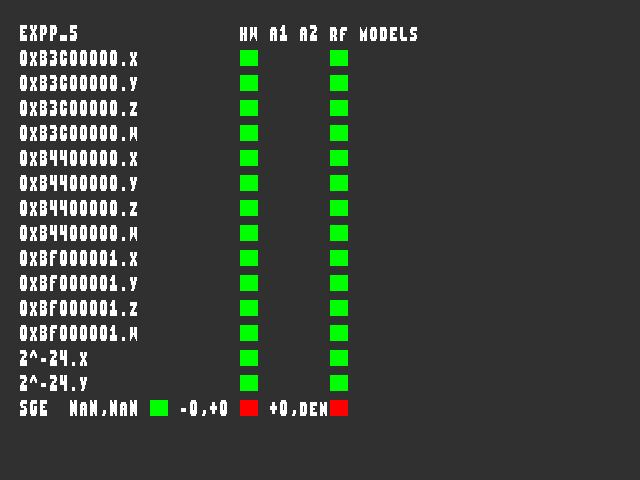 EXPP_5 HW A1 A2 RF MODELS
0xB3C00000.x
0xB3C00000.y
0xB3C00000.z
0xB3C00000.w
0xB4400000.x
0xB4400000.y
0xB4400000.z
0xB4400000.w
0xBF000001.x
0xBF000001.y
0xBF000001.z
0xBF000001.w
2^-24.x
2^-24.y
SGE NAN,NAN -0,+0 +0,DEN